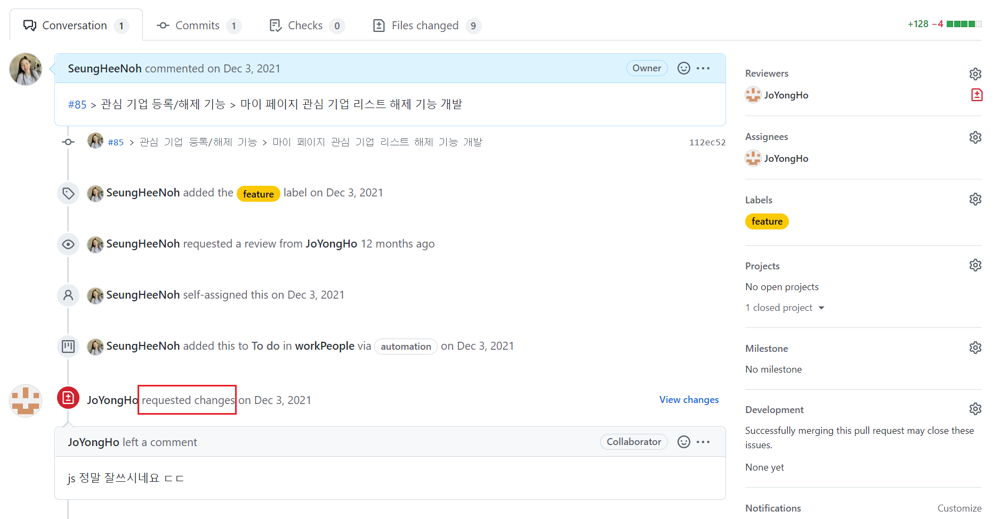 Conversation 1 Commits 1 Checks 0 Files changed 9 +128 −4
SeungHeeNoh commented on Dec 3, 2021 Owner
#85 > 관심 기업 등록/해제 기능 > 마이 페이지 관심 기업 리스트 해제 기능 개발
#85 > 관심 기업 등록/해제 기능 > 마이 페이지 관심 기업 리스트 해제 기능 개발 112ec52
SeungHeeNoh added the feature label on Dec 3, 2021
SeungHeeNoh requested a review from JoYongHo 12 months ago
SeungHeeNoh self-assigned this on Dec 3, 2021
SeungHeeNoh added this to To do in workPeople via automation on Dec 3, 2021
JoYongHo requested changes on Dec 3, 2021 View changes
JoYongHo left a comment Collaborator
js 정말 잘쓰시네요 ㄷㄷ
Reviewers
JoYongHo
Assignees
JoYongHo
Labels
feature
Projects
No open projects
1 closed project
Milestone
No milestone
Development
Successfully merging this pull request may close these
issues.
None yet
Notifications Customize